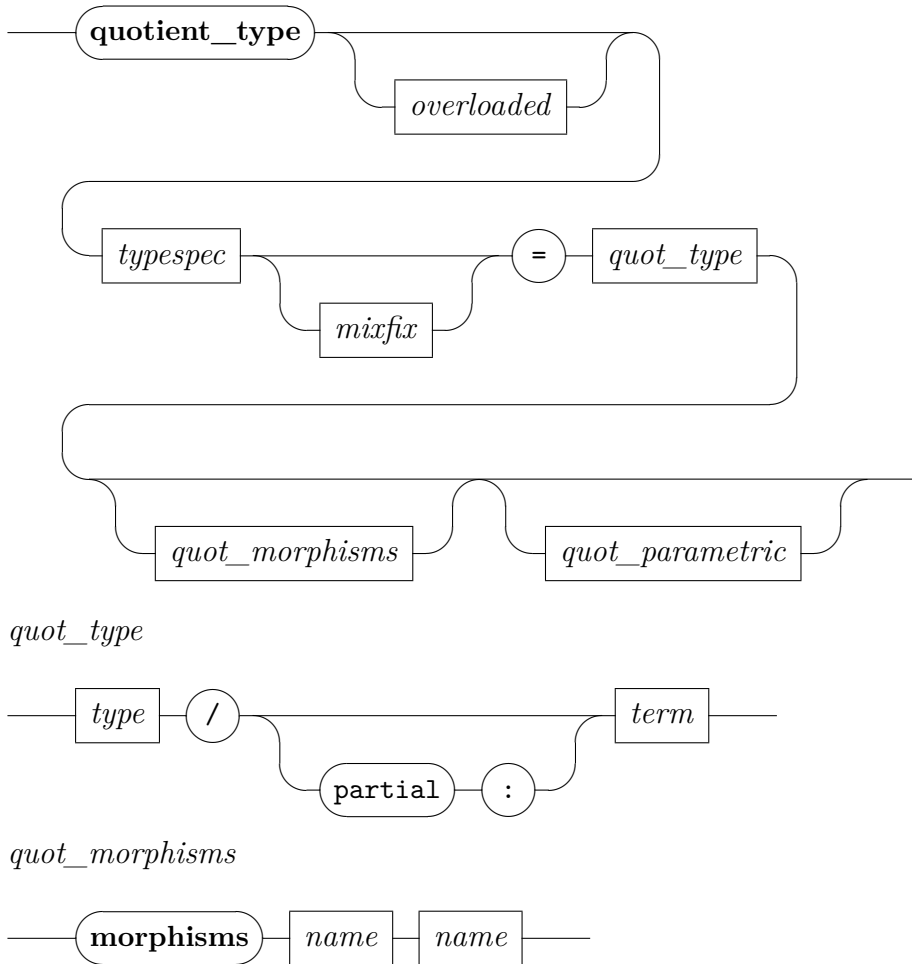 quotient_type
overloaded
typespec = quot_type
mixfix
quot_morphisms quot_parametric
quot_type
type / term
partial :
quot_morphisms
morphisms name name